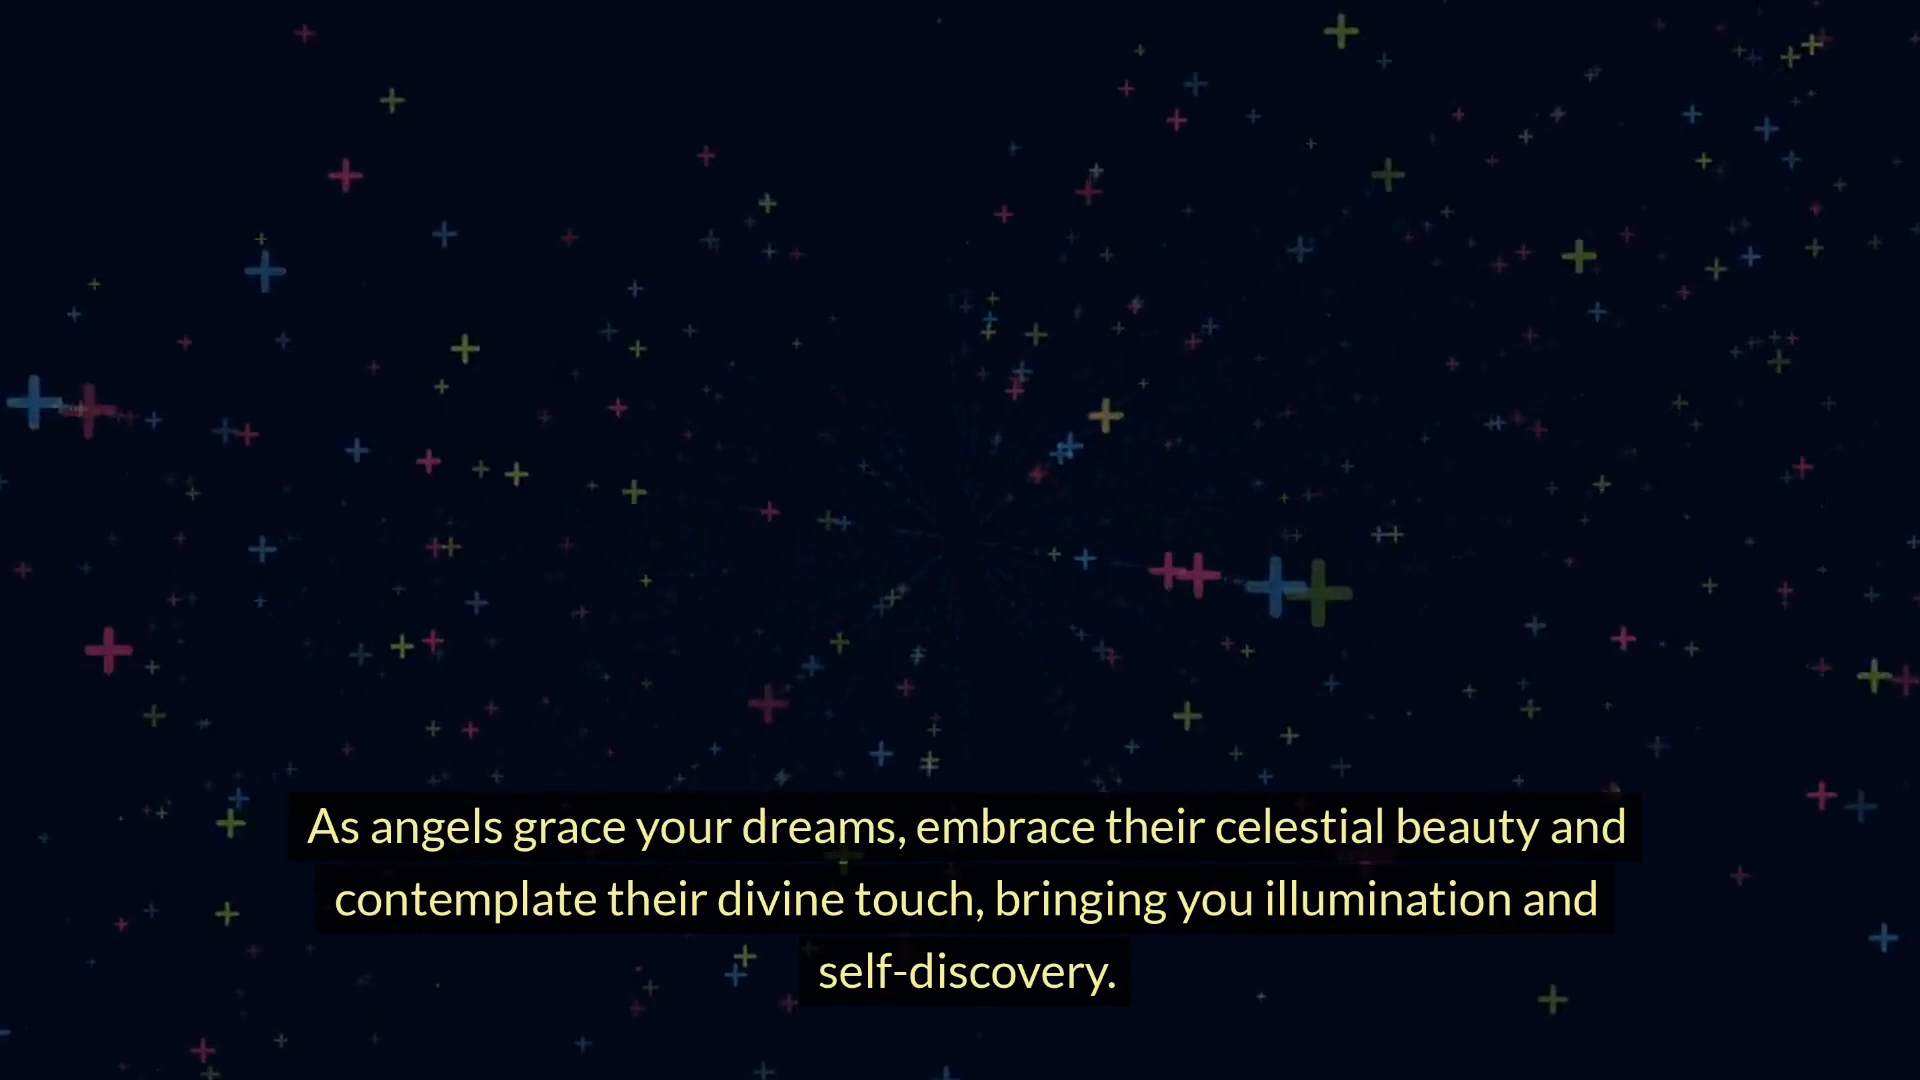 As angels grace your dreams, embrace their celestial beauty and
contemplate their divine touch, bringing you illumination and
self-discovery.